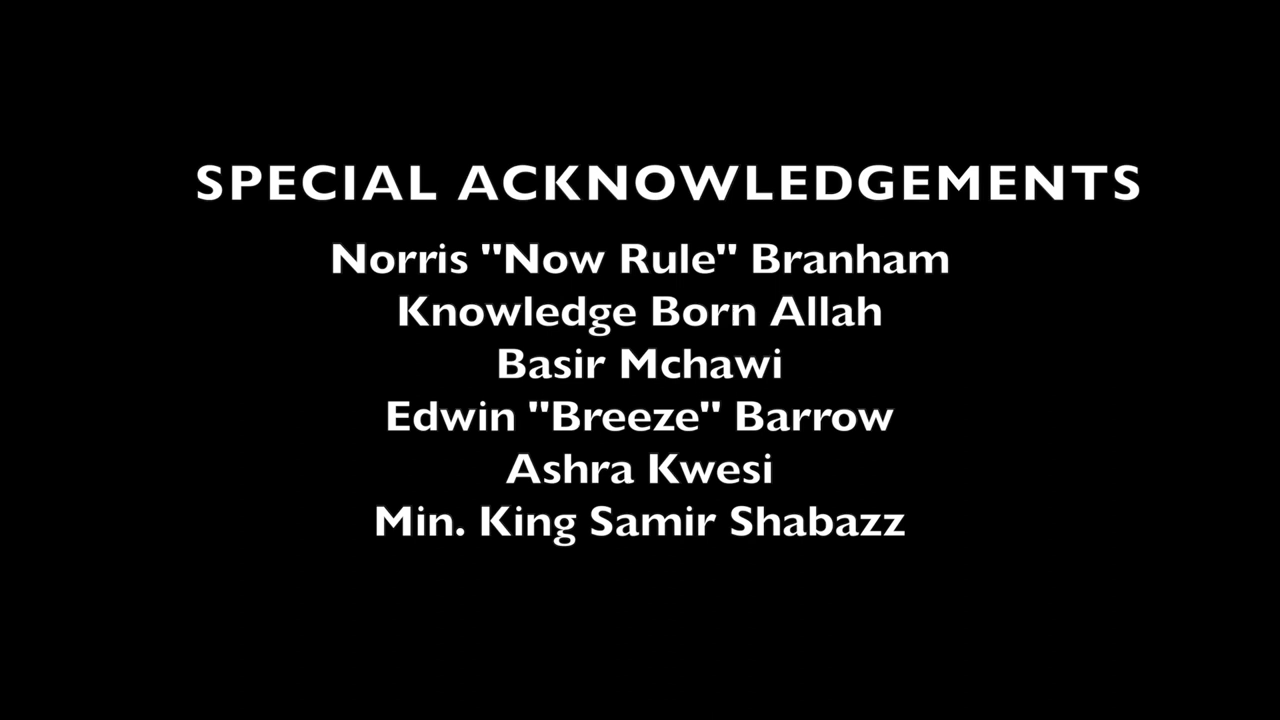 SPECIAL ACKNOWLEDGEMENTS
Norris "Now Rule" Branham
Knowledge Born Allah
Basir Mchawi
Edwin "Breeze" Barrow
Ashra Kwesi
Min. King Samir Shabazz